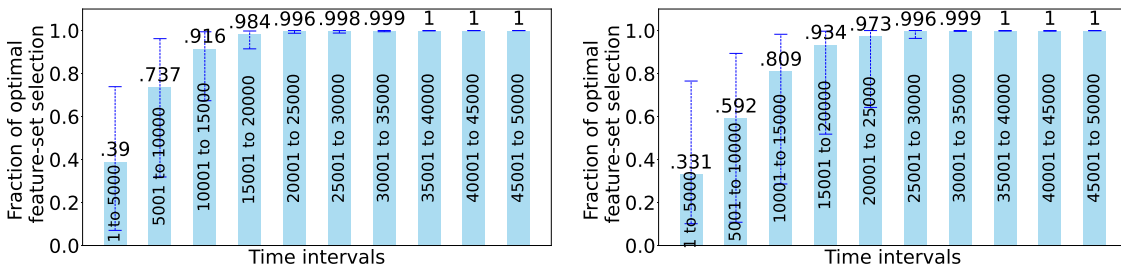 Fraction of optimal
feature-set selection
1.0
0.8
0.6
0.4
0.2
0.0
.39
.737
.916
.984
.996
.998
.999
1
1
1
1 to 5000
5001 to 10000
10001 to 15000
15001 to 20000
20001 to 25000
25001 to 30000
30001 to 35000
35001 to 40000
40001 to 45000
45001 to 50000
Time intervals
Fraction of optimal
feature-set selection
1.0
0.8
0.6
0.4
0.2
0.0
.331
.592
.809
.934
.973
.996
.999
1
1
1
1 to 5000
5001 to 10000
10001 to 15000
15001 to 20000
20001 to 25000
25001 to 30000
30001 to 35000
35001 to 40000
40001 to 45000
45001 to 50000
Time intervals